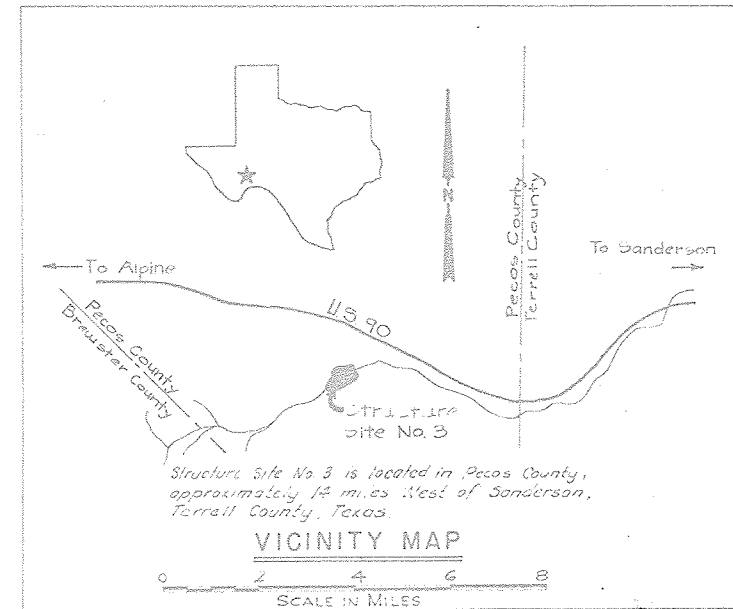 N
To Alpine
To Sanderson
Pecos County
Terrell County
U.S. 90
Pecos County
Brewster County
Structure
Site No. 3
Structure Site No. 3 is located in Pecos County,
approximately 14 miles West of Sanderson,
Terrell County, Texas.
VICINITY MAP
0 2 4 6 8
SCALE IN MILES